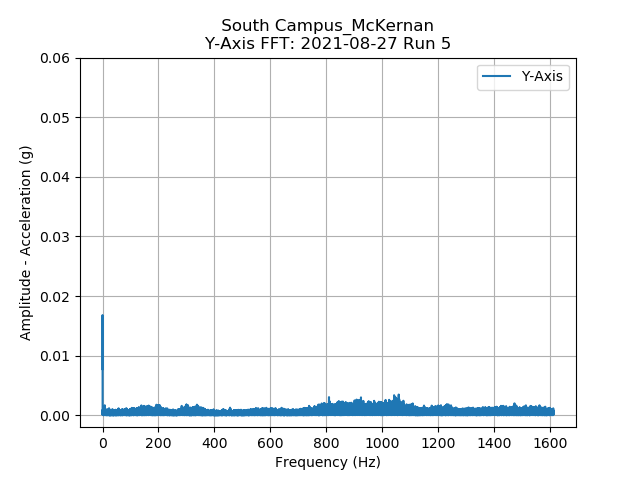 South Campus_McKernan
Y-Axis FFT: 2021-08-27 Run 5
Y-Axis
0.06
0.05
0.04
0.03
0.02
0.01
0.00
Amplitude - Acceleration (g)
0 200 400 600 800 1000 1200 1400 1600
Frequency (Hz)